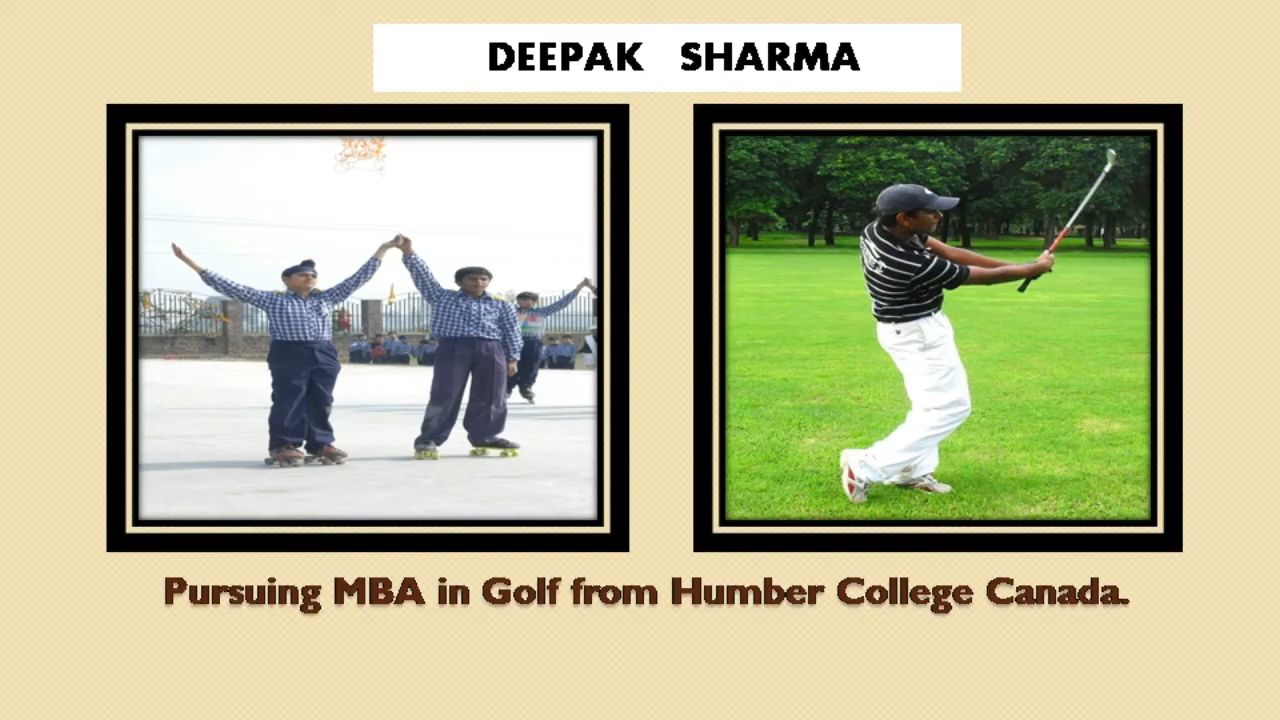 DEEPAK SHARMA
Pursuing MBA in Golf from Humber College Canada.